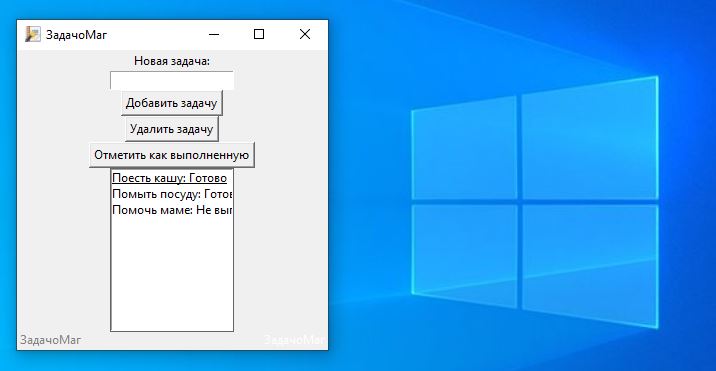 ЗадачоМаг
Новая задача:
Добавить задачу
Удалить задачу
Отметить как выполненную
Поесть кашу: Готово
Помыть посуду: Готов
Помочь маме: Не вып
ЗадачоМаг
ЗадачоМаг